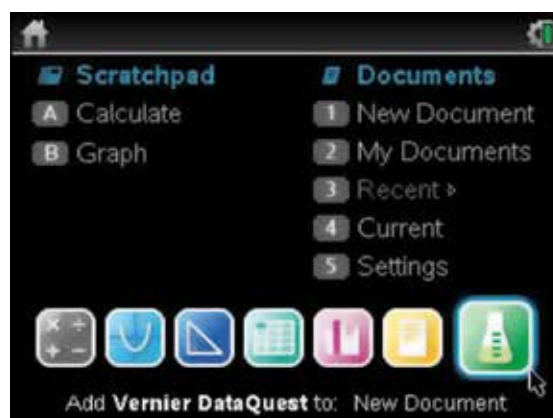 Scratchpad
A Calculate
B Graph
Documents
1 New Document
2 My Documents
3 Recent ▹
4 Current
5 Settings
Add Vernier DataQuest to: New Document